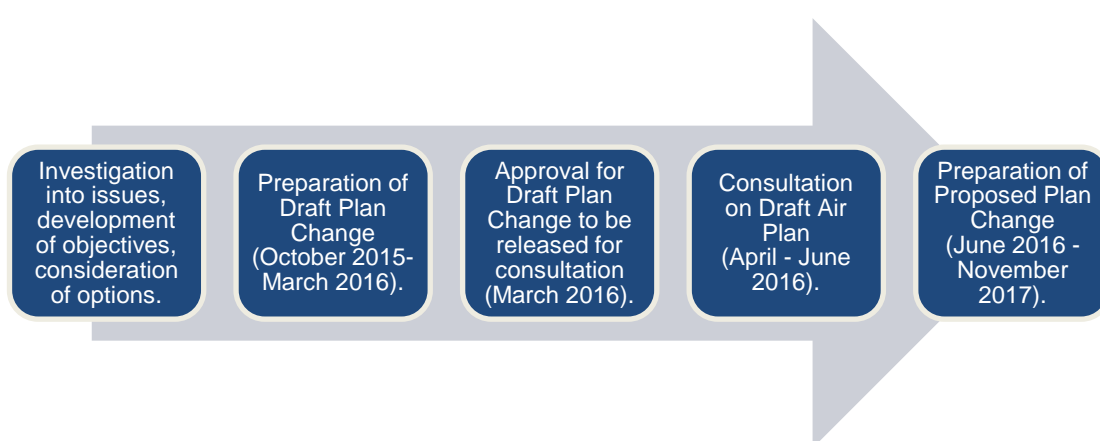 Investigation
into issues,
development
of objectives,
consideration
of options.
Preparation of
Draft Plan
Change
(October 2015-
March 2016).
Approval for
Draft Plan
Change to be
released for
consultation
(March 2016).
Consultation
on Draft Air
Plan
(April - June
2016).
Preparation of
Proposed Plan
Change
(June 2016 -
November
2017).